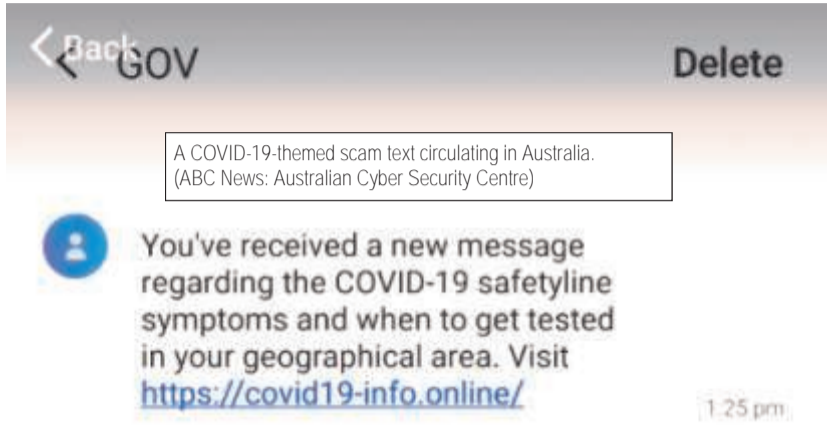 Back
GOV
Delete
A COVID-19-themed scam text circulating in Australia.
(ABC News: Australian Cyber Security Centre)
You've received a new message
regarding the COVID-19 safetyline
symptoms and when to get tested
in your geographical area. Visit
https://covid19-info.online/
1:25 pm